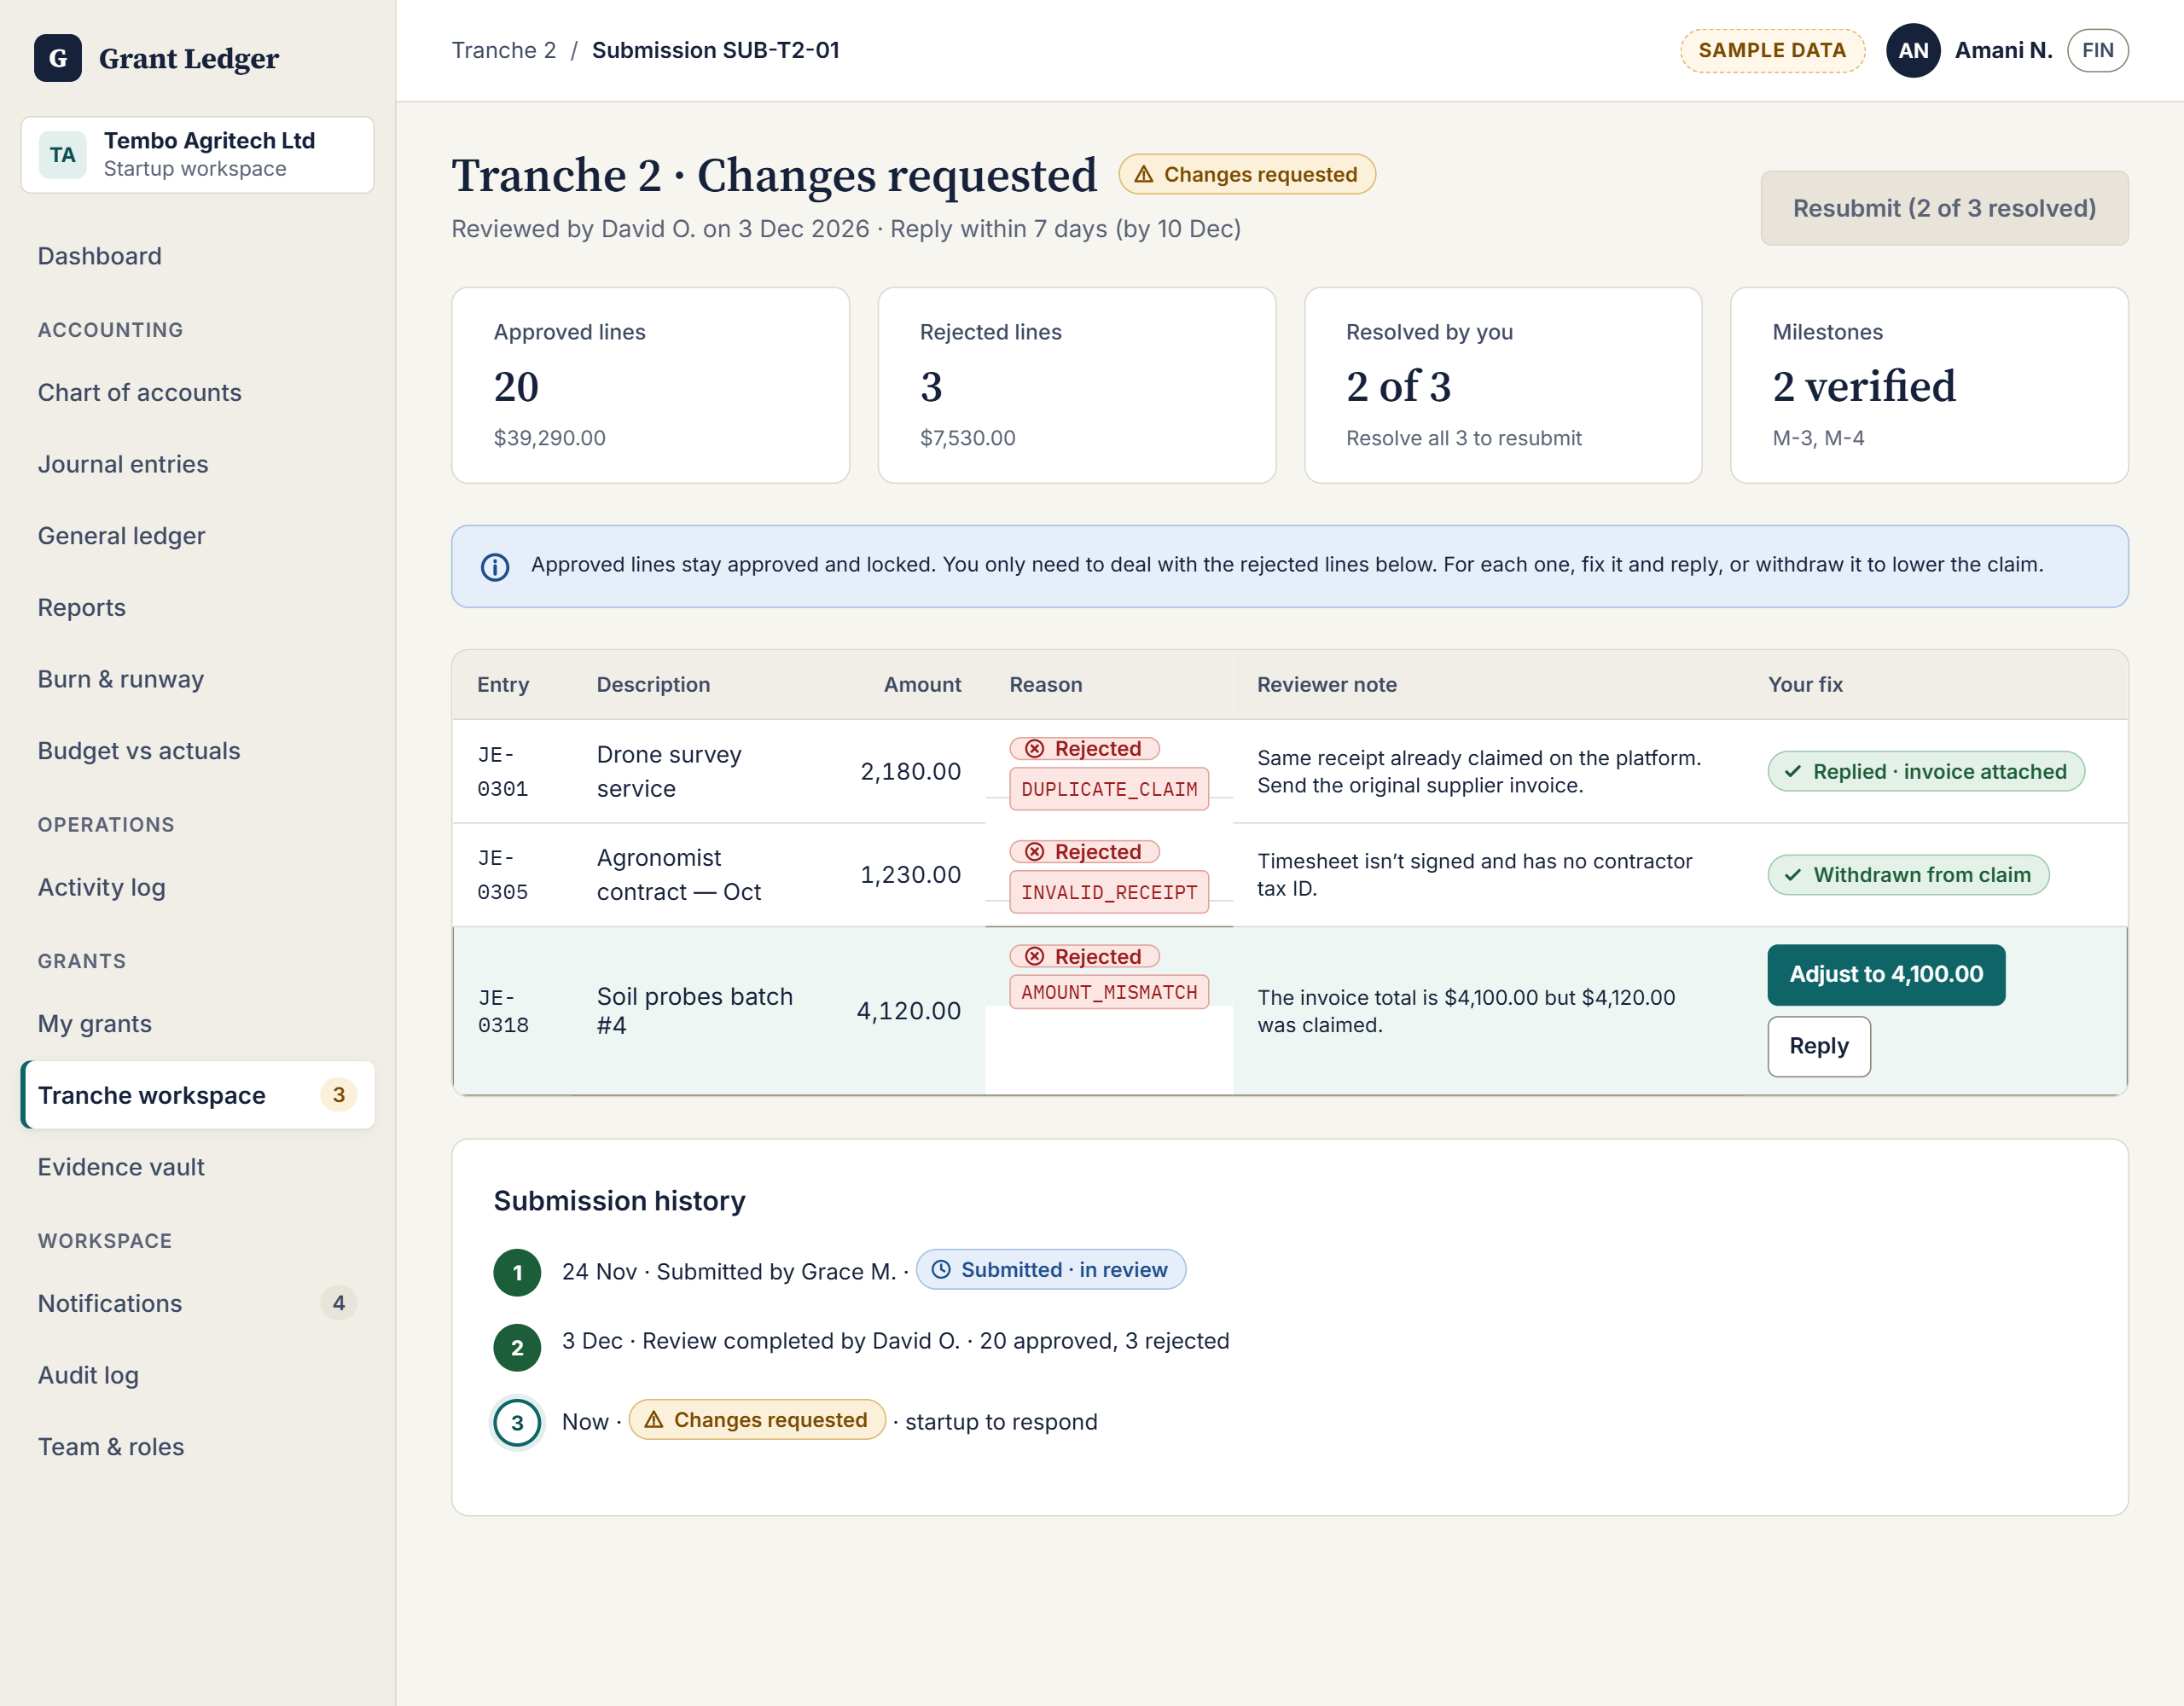 G Grant Ledger
TA Tembo Agritech Ltd
Startup workspace
Dashboard
ACCOUNTING
Chart of accounts
Journal entries
General ledger
Reports
Burn & runway
Budget vs actuals
OPERATIONS
Activity log
GRANTS
My grants
Tranche workspace 3
Evidence vault
WORKSPACE
Notifications 4
Audit log
Team & roles
Tranche 2 / Submission SUB-T2-01
SAMPLE DATA AN Amani N. FIN
Tranche 2 · Changes requested Changes requested
Reviewed by David O. on 3 Dec 2026 · Reply within 7 days (by 10 Dec)
Resubmit (2 of 3 resolved)
Approved lines
20
$39,290.00
Rejected lines
3
$7,530.00
Resolved by you
2 of 3
Resolve all 3 to resubmit
Milestones
2 verified
M-3, M-4
Approved lines stay approved and locked. You only need to deal with the rejected lines below. For each one, fix it and reply, or withdraw it to lower the claim.
Entry Description Amount Reason Reviewer note Your fix
JE-
0301
Drone survey
service
2,180.00
Rejected
DUPLICATE_CLAIM
Same receipt already claimed on the platform.
Send the original supplier invoice.
Replied · invoice attached
JE-
0305
Agronomist
contract — Oct
1,230.00
Rejected
INVALID_RECEIPT
Timesheet isn’t signed and has no contractor
tax ID.
Withdrawn from claim
JE-
0318
Soil probes batch
#4
4,120.00
Rejected
AMOUNT_MISMATCH
The invoice total is $4,100.00 but $4,120.00
was claimed.
Adjust to 4,100.00
Reply
Submission history
1 24 Nov · Submitted by Grace M. · Submitted · in review
2 3 Dec · Review completed by David O. · 20 approved, 3 rejected
3 Now · Changes requested · startup to respond